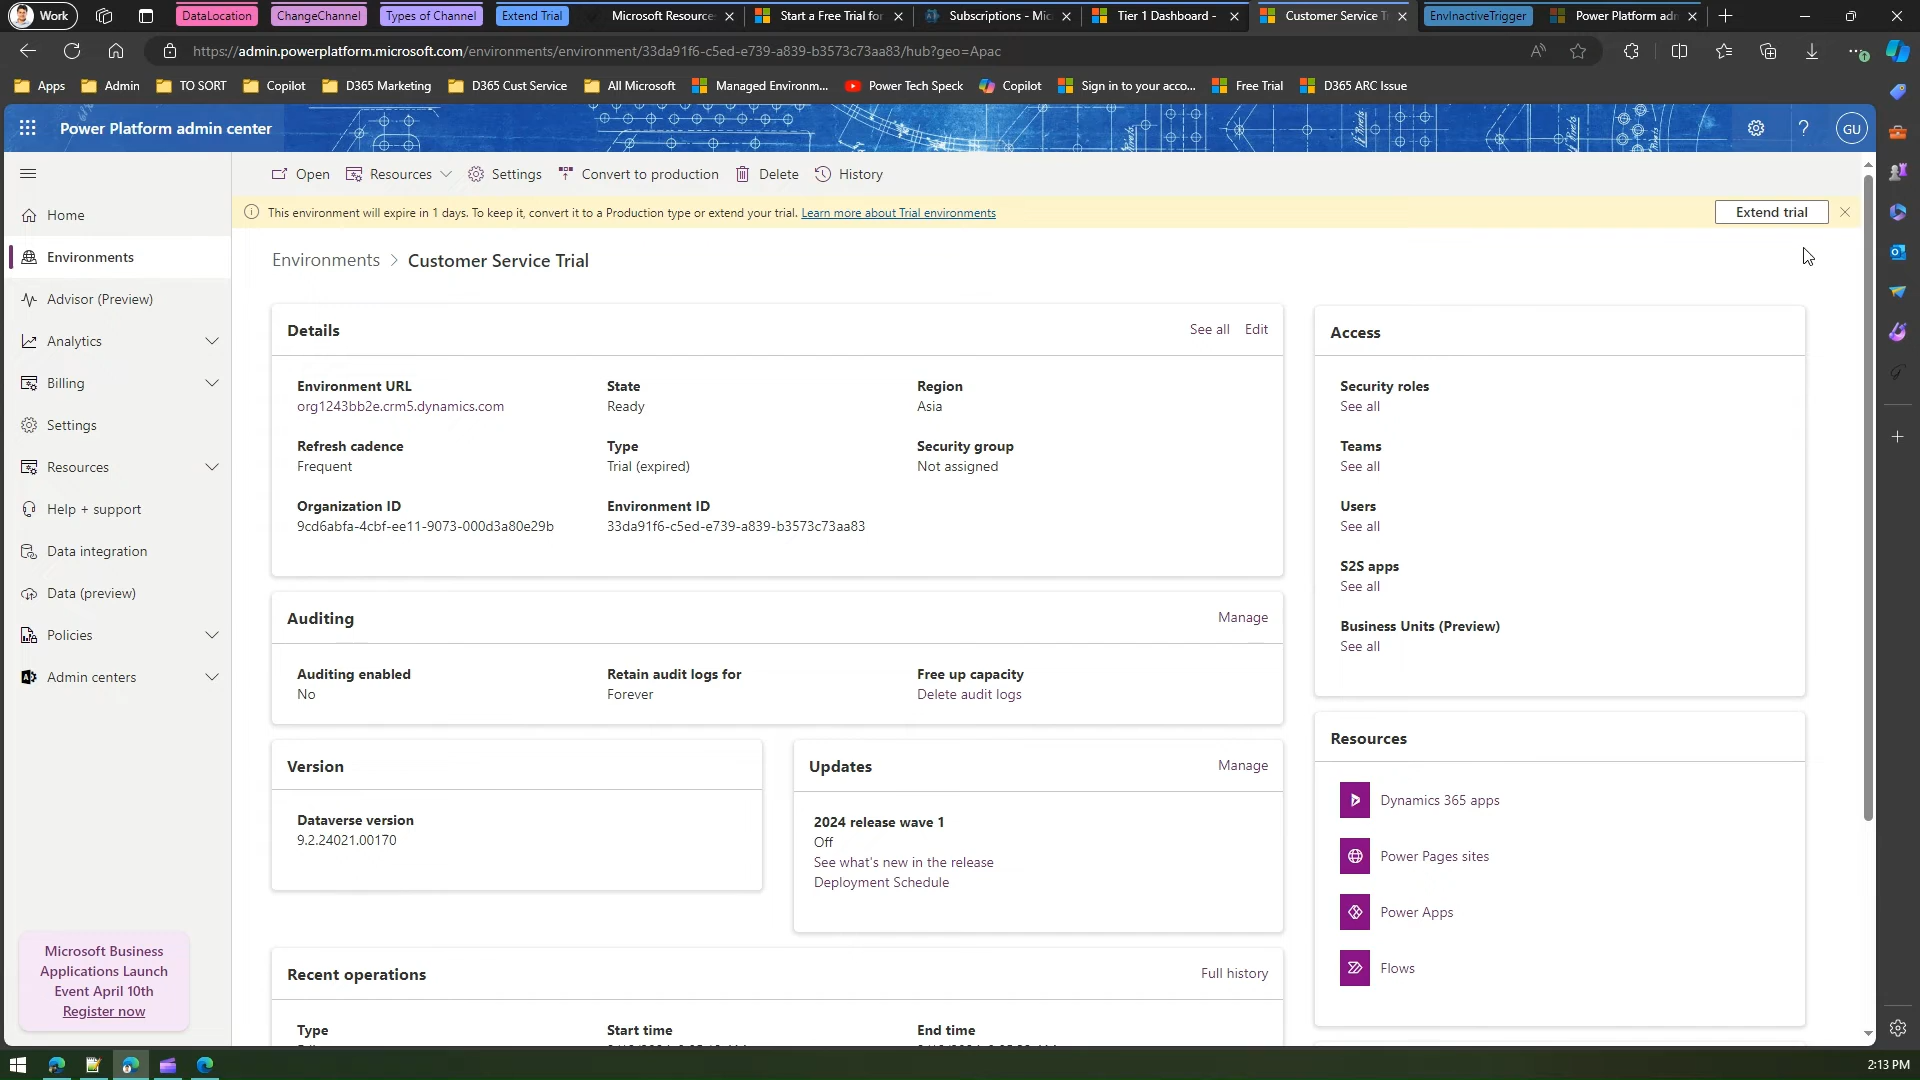 Work
DataLocation
ChangeChannel
Types of Channel
Extend Trial
Microsoft Resource
Start a Free Trial for
Subscriptions - Mic
Tier 1 Dashboard -
Customer Service T
EnvInactiveTrigger
Power Platform adm
https://admin.powerplatform.microsoft.com/environments/environment/33da91f6-c5ed-e739-a839-b3573c73aa83/hub?geo=Apac
Apps
Admin
TO SORT
Copilot
D365 Marketing
D365 Cust Service
All Microsoft
Managed Environm...
Power Tech Speck
Copilot
Sign in to your acco...
Free Trial
D365 ARC Issue
Power Platform admin center
GU
Open
Resources
Settings
Convert to production
Delete
History
Home
Environments
Advisor (Preview)
Analytics
Billing
Settings
Resources
Help + support
Data integration
Data (preview)
Policies
Admin centers
Microsoft Business
Applications Launch
Event April 10th
Register now
This environment will expire in 1 days. To keep it, convert it to a Production type or extend your trial. Learn more about Trial environments
Extend trial
Environments > Customer Service Trial
Details
See all
Edit
Environment URL
org1243bb2e.crm5.dynamics.com
State
Ready
Region
Asia
Refresh cadence
Frequent
Type
Trial (expired)
Security group
Not assigned
Organization ID
9cd6abfa-4cbf-ee11-9073-000d3a80e29b
Environment ID
33da91f6-c5ed-e739-a839-b3573c73aa83
Auditing
Manage
Auditing enabled
No
Retain audit logs for
Forever
Free up capacity
Delete audit logs
Version
Dataverse version
9.2.24021.00170
Updates
Manage
2024 release wave 1
Off
See what's new in the release
Deployment Schedule
Recent operations
Full history
Type
Start time
End time
Access
Security roles
See all
Teams
See all
Users
See all
S2S apps
See all
Business Units (Preview)
See all
Resources
Dynamics 365 apps
Power Pages sites
Power Apps
Flows
2:13 PM